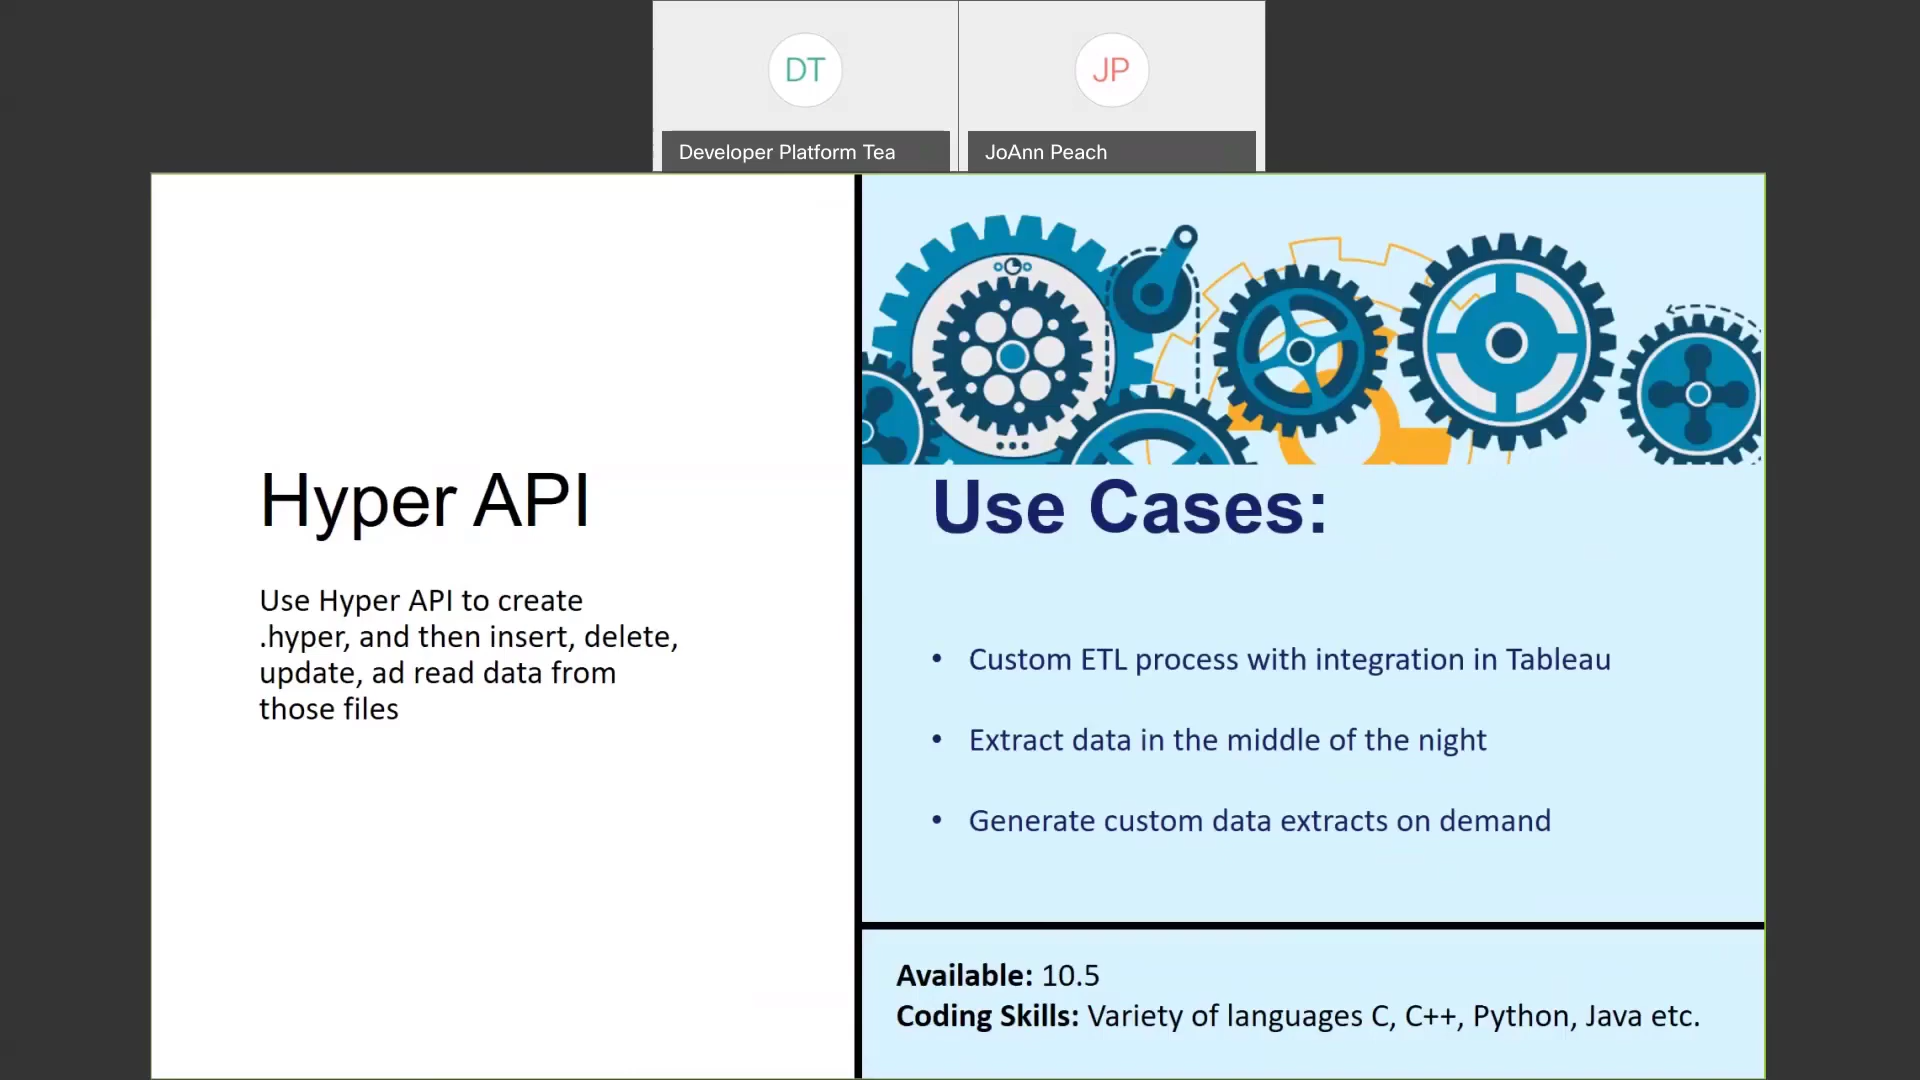 DT
JP
Developer Platform Tea
JoAnn Peach
Hyper API
Use Hyper API to create
.hyper, and then insert, delete,
update, ad read data from
those files
Use Cases:
• Custom ETL process with integration in Tableau
• Extract data in the middle of the night
• Generate custom data extracts on demand
Available: 10.5
Coding Skills: Variety of languages C, C++, Python, Java etc.